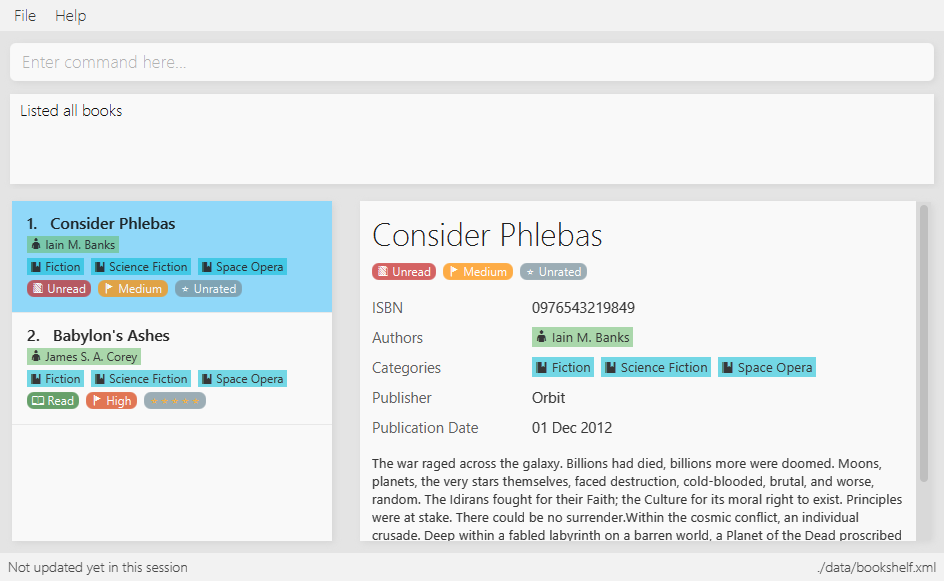 File Help
Enter command here...
Listed all books
1. Consider Phlebas
Iain M. Banks
Fiction Science Fiction Space Opera
Unread Medium Unrated
2. Babylon's Ashes
James S. A. Corey
Fiction Science Fiction Space Opera
Read High ★★★★★
Consider Phlebas
Unread Medium Unrated
ISBN 0976543219849
Authors Iain M. Banks
Categories Fiction Science Fiction Space Opera
Publisher Orbit
Publication Date 01 Dec 2012
The war raged across the galaxy. Billions had died, billions more were doomed. Moons,
planets, the very stars themselves, faced destruction, cold-blooded, brutal, and worse,
random. The Idirans fought for their Faith; the Culture for its moral right to exist. Principles
were at stake. There could be no surrender.Within the cosmic conflict, an individual
crusade. Deep within a fabled labyrinth on a barren world, a Planet of the Dead proscribed
Not updated yet in this session ./data/bookshelf.xml